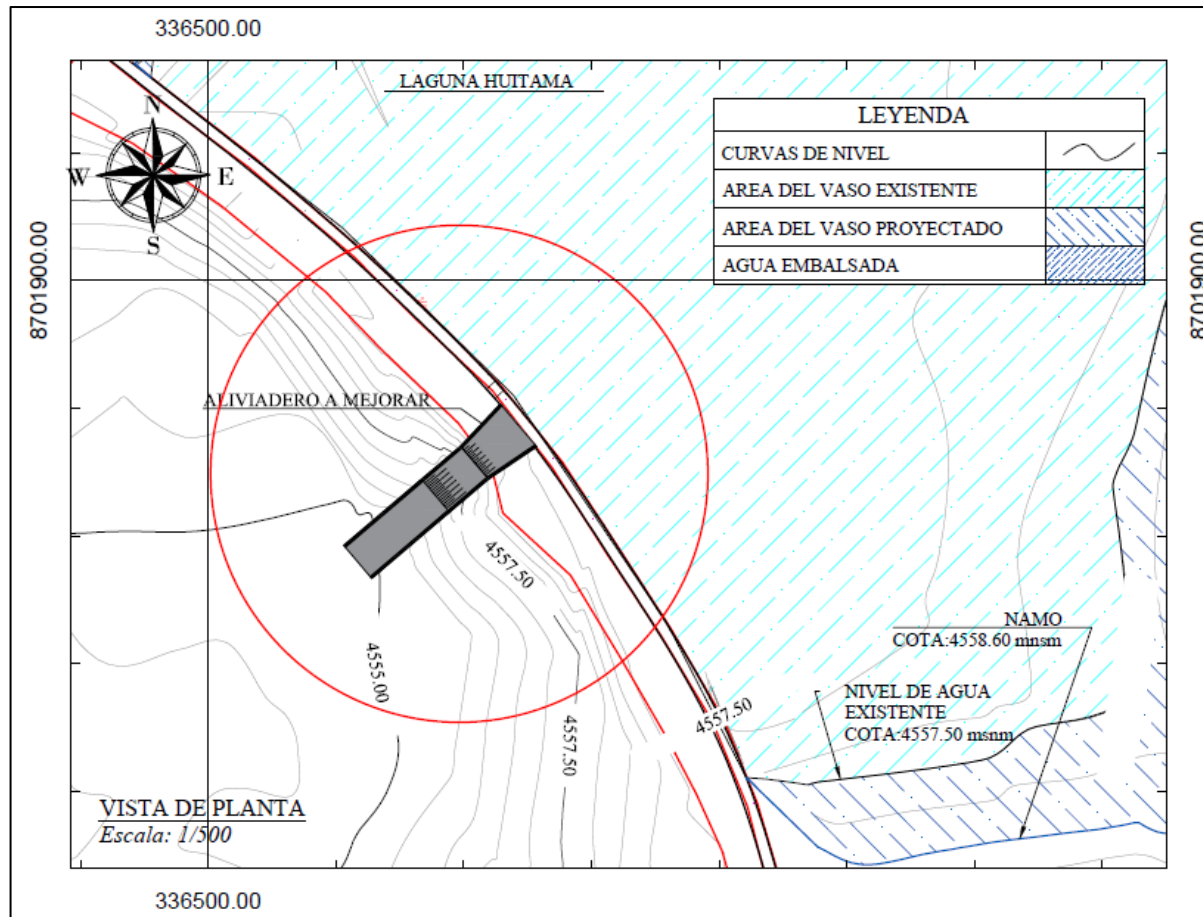 336500.00
LAGUNA HUITAMA
LEYENDA
CURVAS DE NIVEL
AREA DEL VASO EXISTENTE
AREA DEL VASO PROYECTADO
AGUA EMBALSADA
N
W
E
S
8701900.00
8701900.00
ALIVIADERO A MEJORAR
4557.50
4555.00
4557.50
4557.50
NAMO
COTA:4558.60 mnsm
NIVEL DE AGUA
EXISTENTE
COTA:4557.50 msnm
VISTA DE PLANTA
Escala: 1/500
336500.00